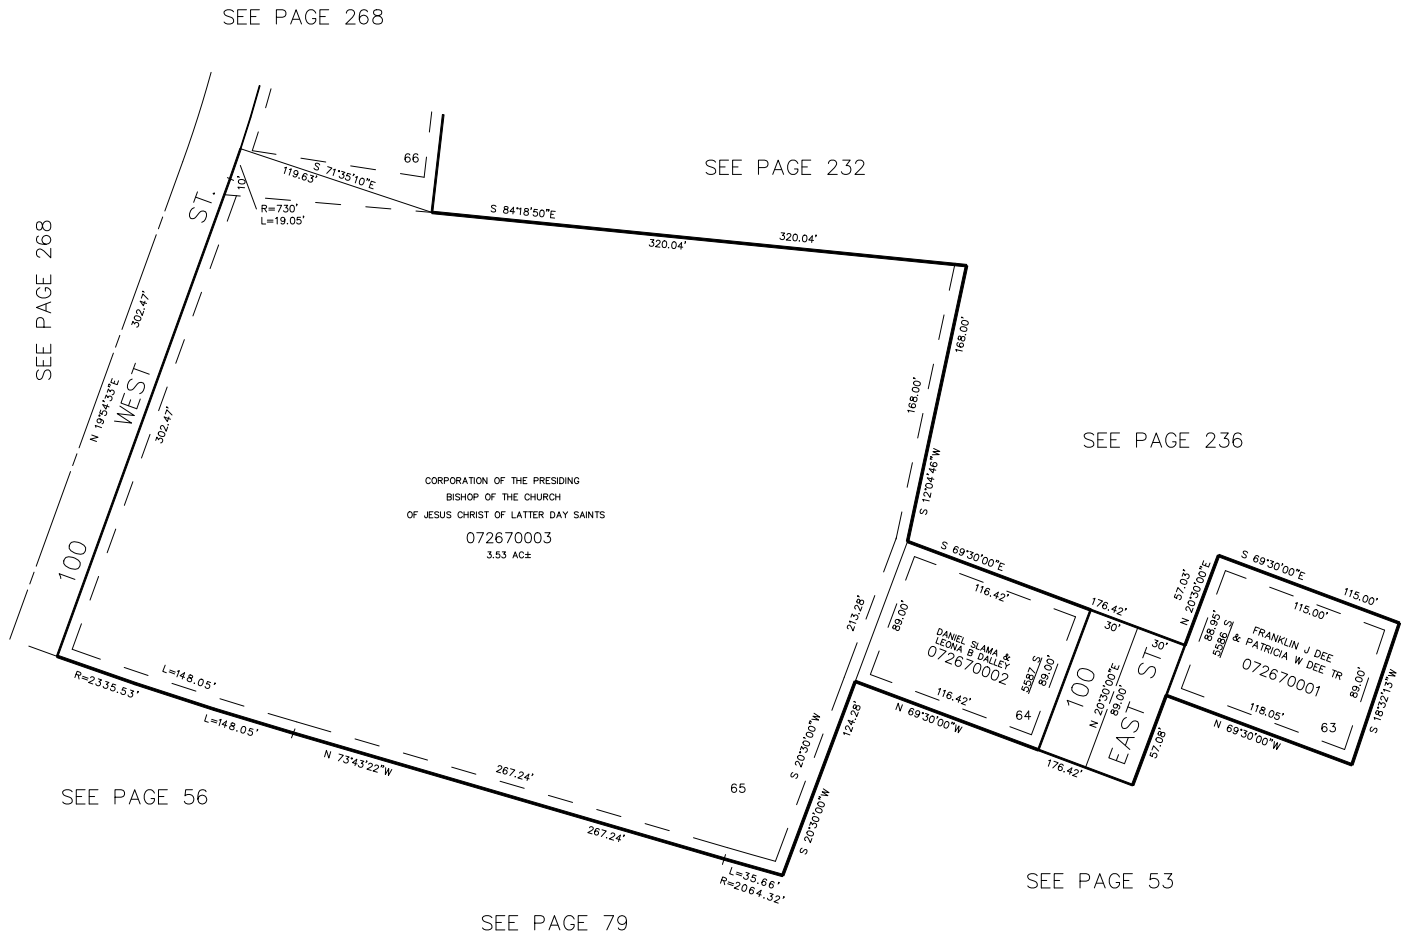 SEE PAGE 268
66
S 71°35'10"E
119.63'
SEE PAGE 232
10'
R=730'
L=19.05'
ST.
S 84°18'50"E
320.04'
320.04'
SEE PAGE 268
302.47'
N 19°54'33"E
WEST
302.47'
100
168.00'
168.00'
S 12°04'46"W
SEE PAGE 236
CORPORATION OF THE PRESIDING
BISHOP OF THE CHURCH
OF JESUS CHRIST OF LATTER DAY SAINTS
072670003
3.53 AC±
S 69°30'00"E
116.42'
176.42'
30'
30'
89.00'
213.28'
DANIEL SLAMA &
LEONA B DALLEY
072670002
5587 S
89.00'
116.42'
64
N 69°30'00"W
176.42'
100
N 20°30'00"E
89.00'
EAST ST.
57.03'
N 20°30'00"E
S 69°30'00"E
115.00'
115.00'
88.95'
5586 S
FRANKLIN J DEE
& PATRICIA W DEE TR
072670001
89.00'
S 18°32'13"W
118.05'
63
N 69°30'00"W
57.08'
L=148.05'
R=2335.53'
L=148.05'
N 73°43'22"W
267.24'
267.24'
65
S 20°30'00"W
124.28'
S 20°30'00"W
L=35.66'
R=2064.32'
SEE PAGE 56
SEE PAGE 53
SEE PAGE 79